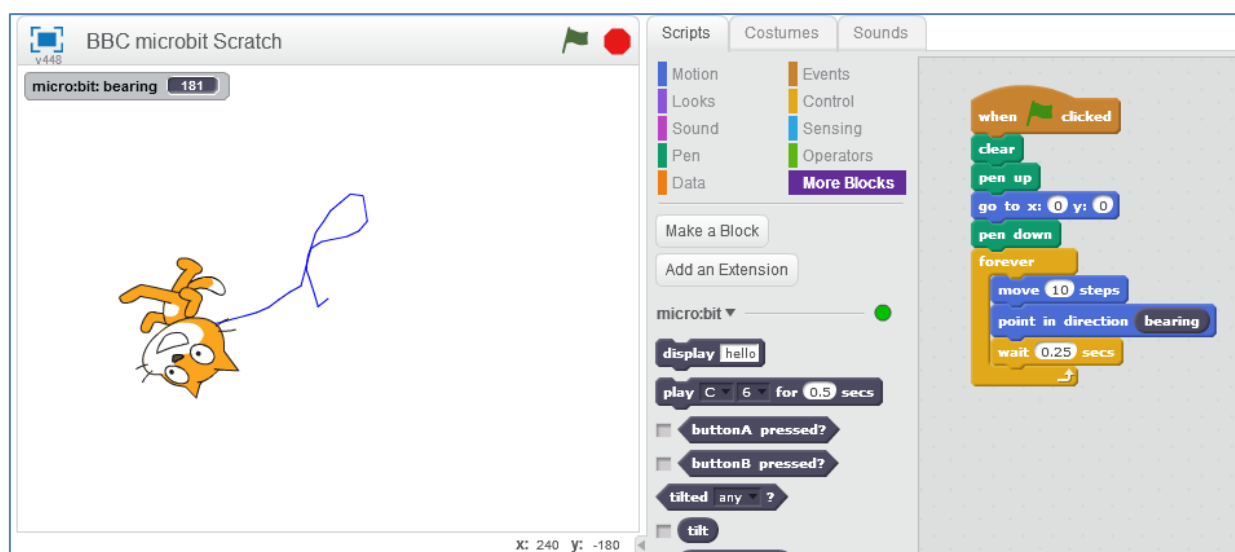 BBC microbit Scratch
v448
micro:bit: bearing 181
x: 240 y: -180
Scripts Costumes Sounds
Motion Events
Looks Control
Sound Sensing
Pen Operators
Data More Blocks
Make a Block
Add an Extension
micro:bit
display hello
play C 6 for 0.5 secs
buttonA pressed?
buttonB pressed?
tilted any ?
tilt
when clicked
clear
pen up
go to x: 0 y: 0
pen down
forever
move 10 steps
point in direction bearing
wait 0.25 secs